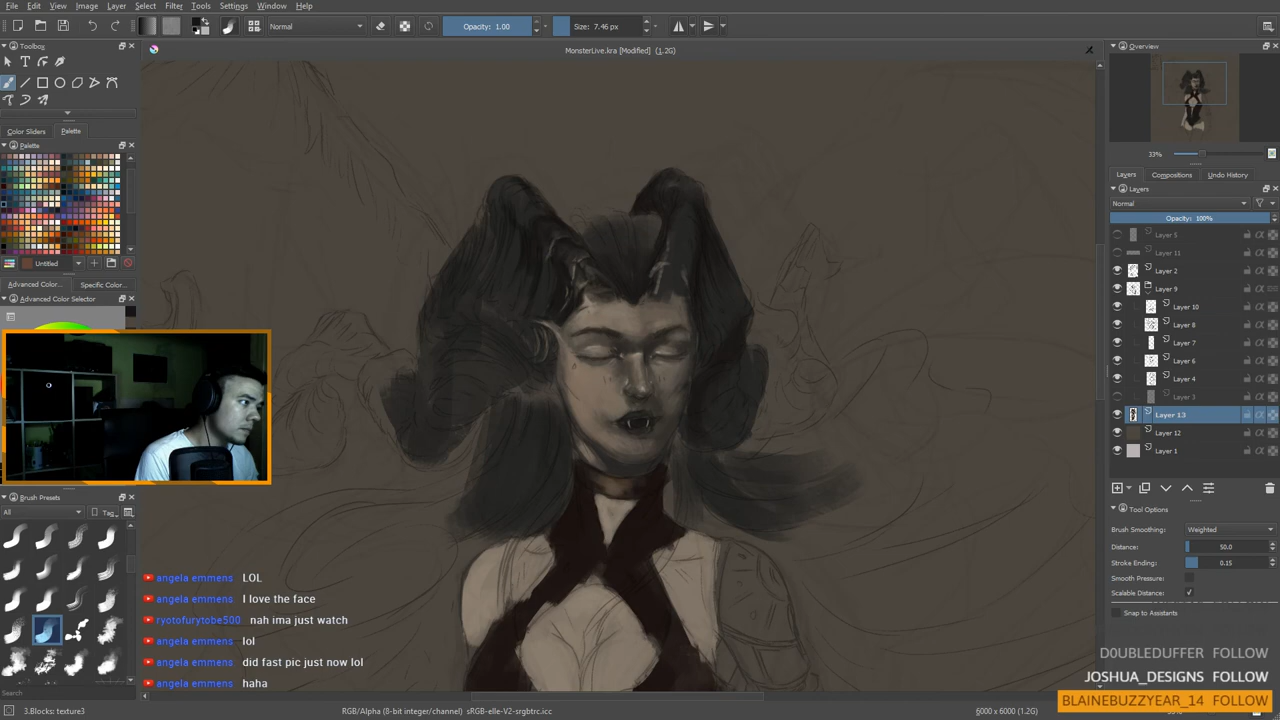 File Edit View Image Layer Select Filter Tools Settings Window Help
Normal
Opacity: 1.00
Size: 7.46 px
MonsterLive.kra [Modified] (1.2G)
Toolbox
Color Sliders
Palette
Palette
Untitled
Advanced Color...
Specific Color...
Advanced Color Selector
Brush Presets
All
Tag
Search
3.Blocks: texture3
RGB/Alpha (8-bit integer/channel) sRGB-elle-V2-srgbtrc.icc
6000 x 6000 (1.2G)
angela emmens LOL
angela emmens I love the face
ryotofurytobe500 nah ima just watch
angela emmens lol
angela emmens did fast pic just now lol
angela emmens haha
Overview
33%
Layers
Compositions
Undo History
Layers
Normal
Opacity: 100%
Layer 5
Layer 11
Layer 2
Layer 9
Layer 10
Layer 8
Layer 7
Layer 6
Layer 4
Layer 3
Layer 13
Layer 12
Layer 1
Tool Options
Brush Smoothing: Weighted
Distance: 50.0
Stroke Ending: 0.15
Smooth Pressure:
Scalable Distance:
Snap to Assistants
D0UBLEDUFFER FOLLOW
JOSHUA_DESIGNS FOLLOW
BLAINEBUZZYEAR_14 FOLLOW